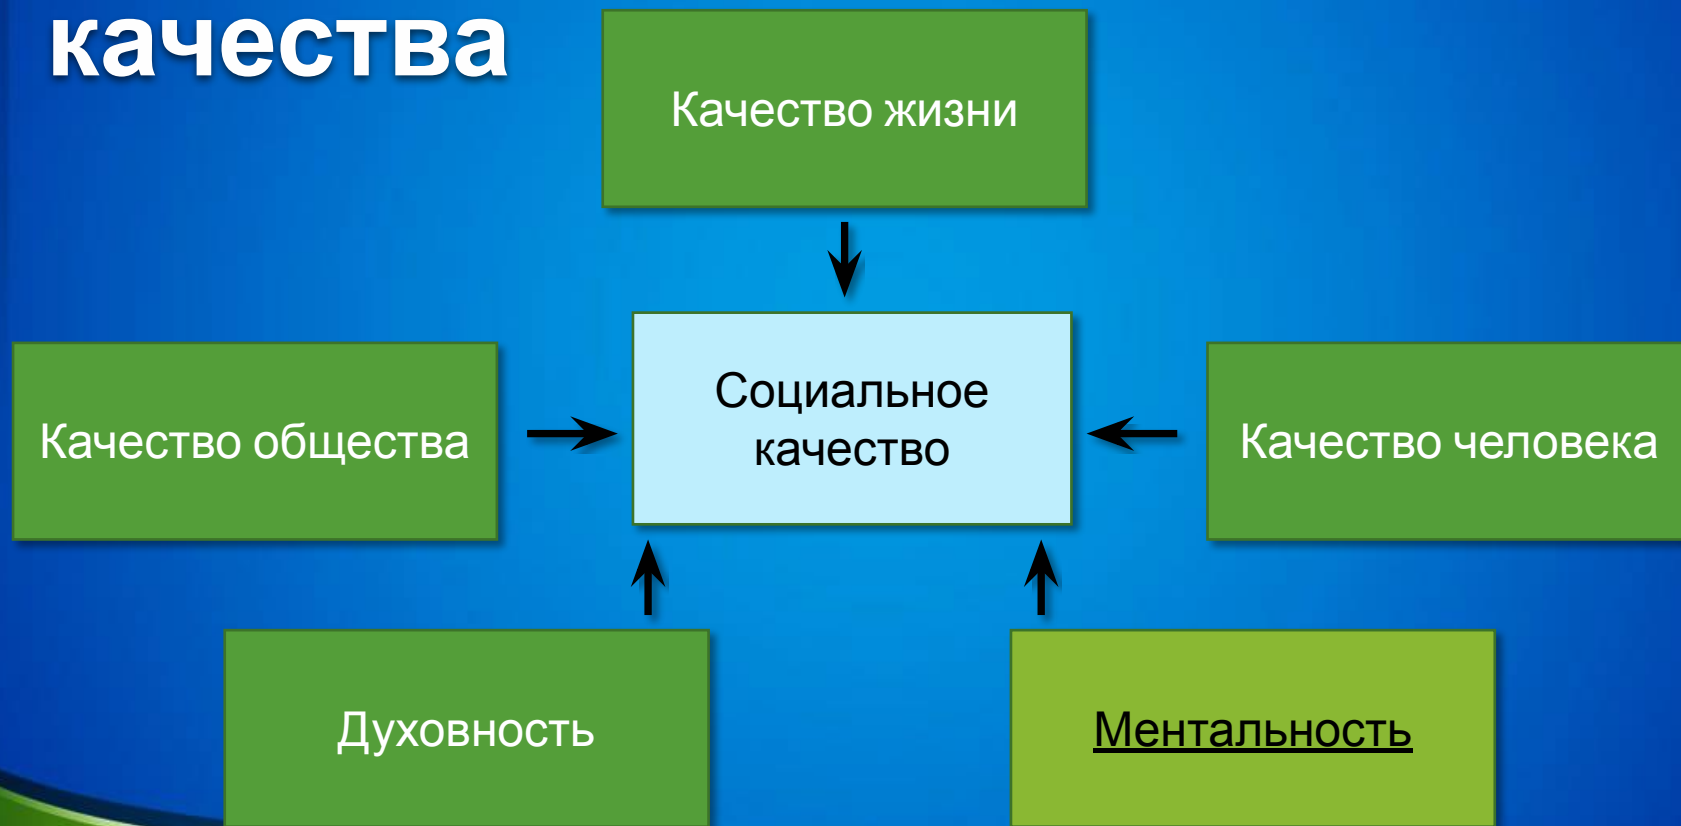 качества
Качество жизни
Качество общества
Социальное
качество
Качество человека
Духовность
Ментальность